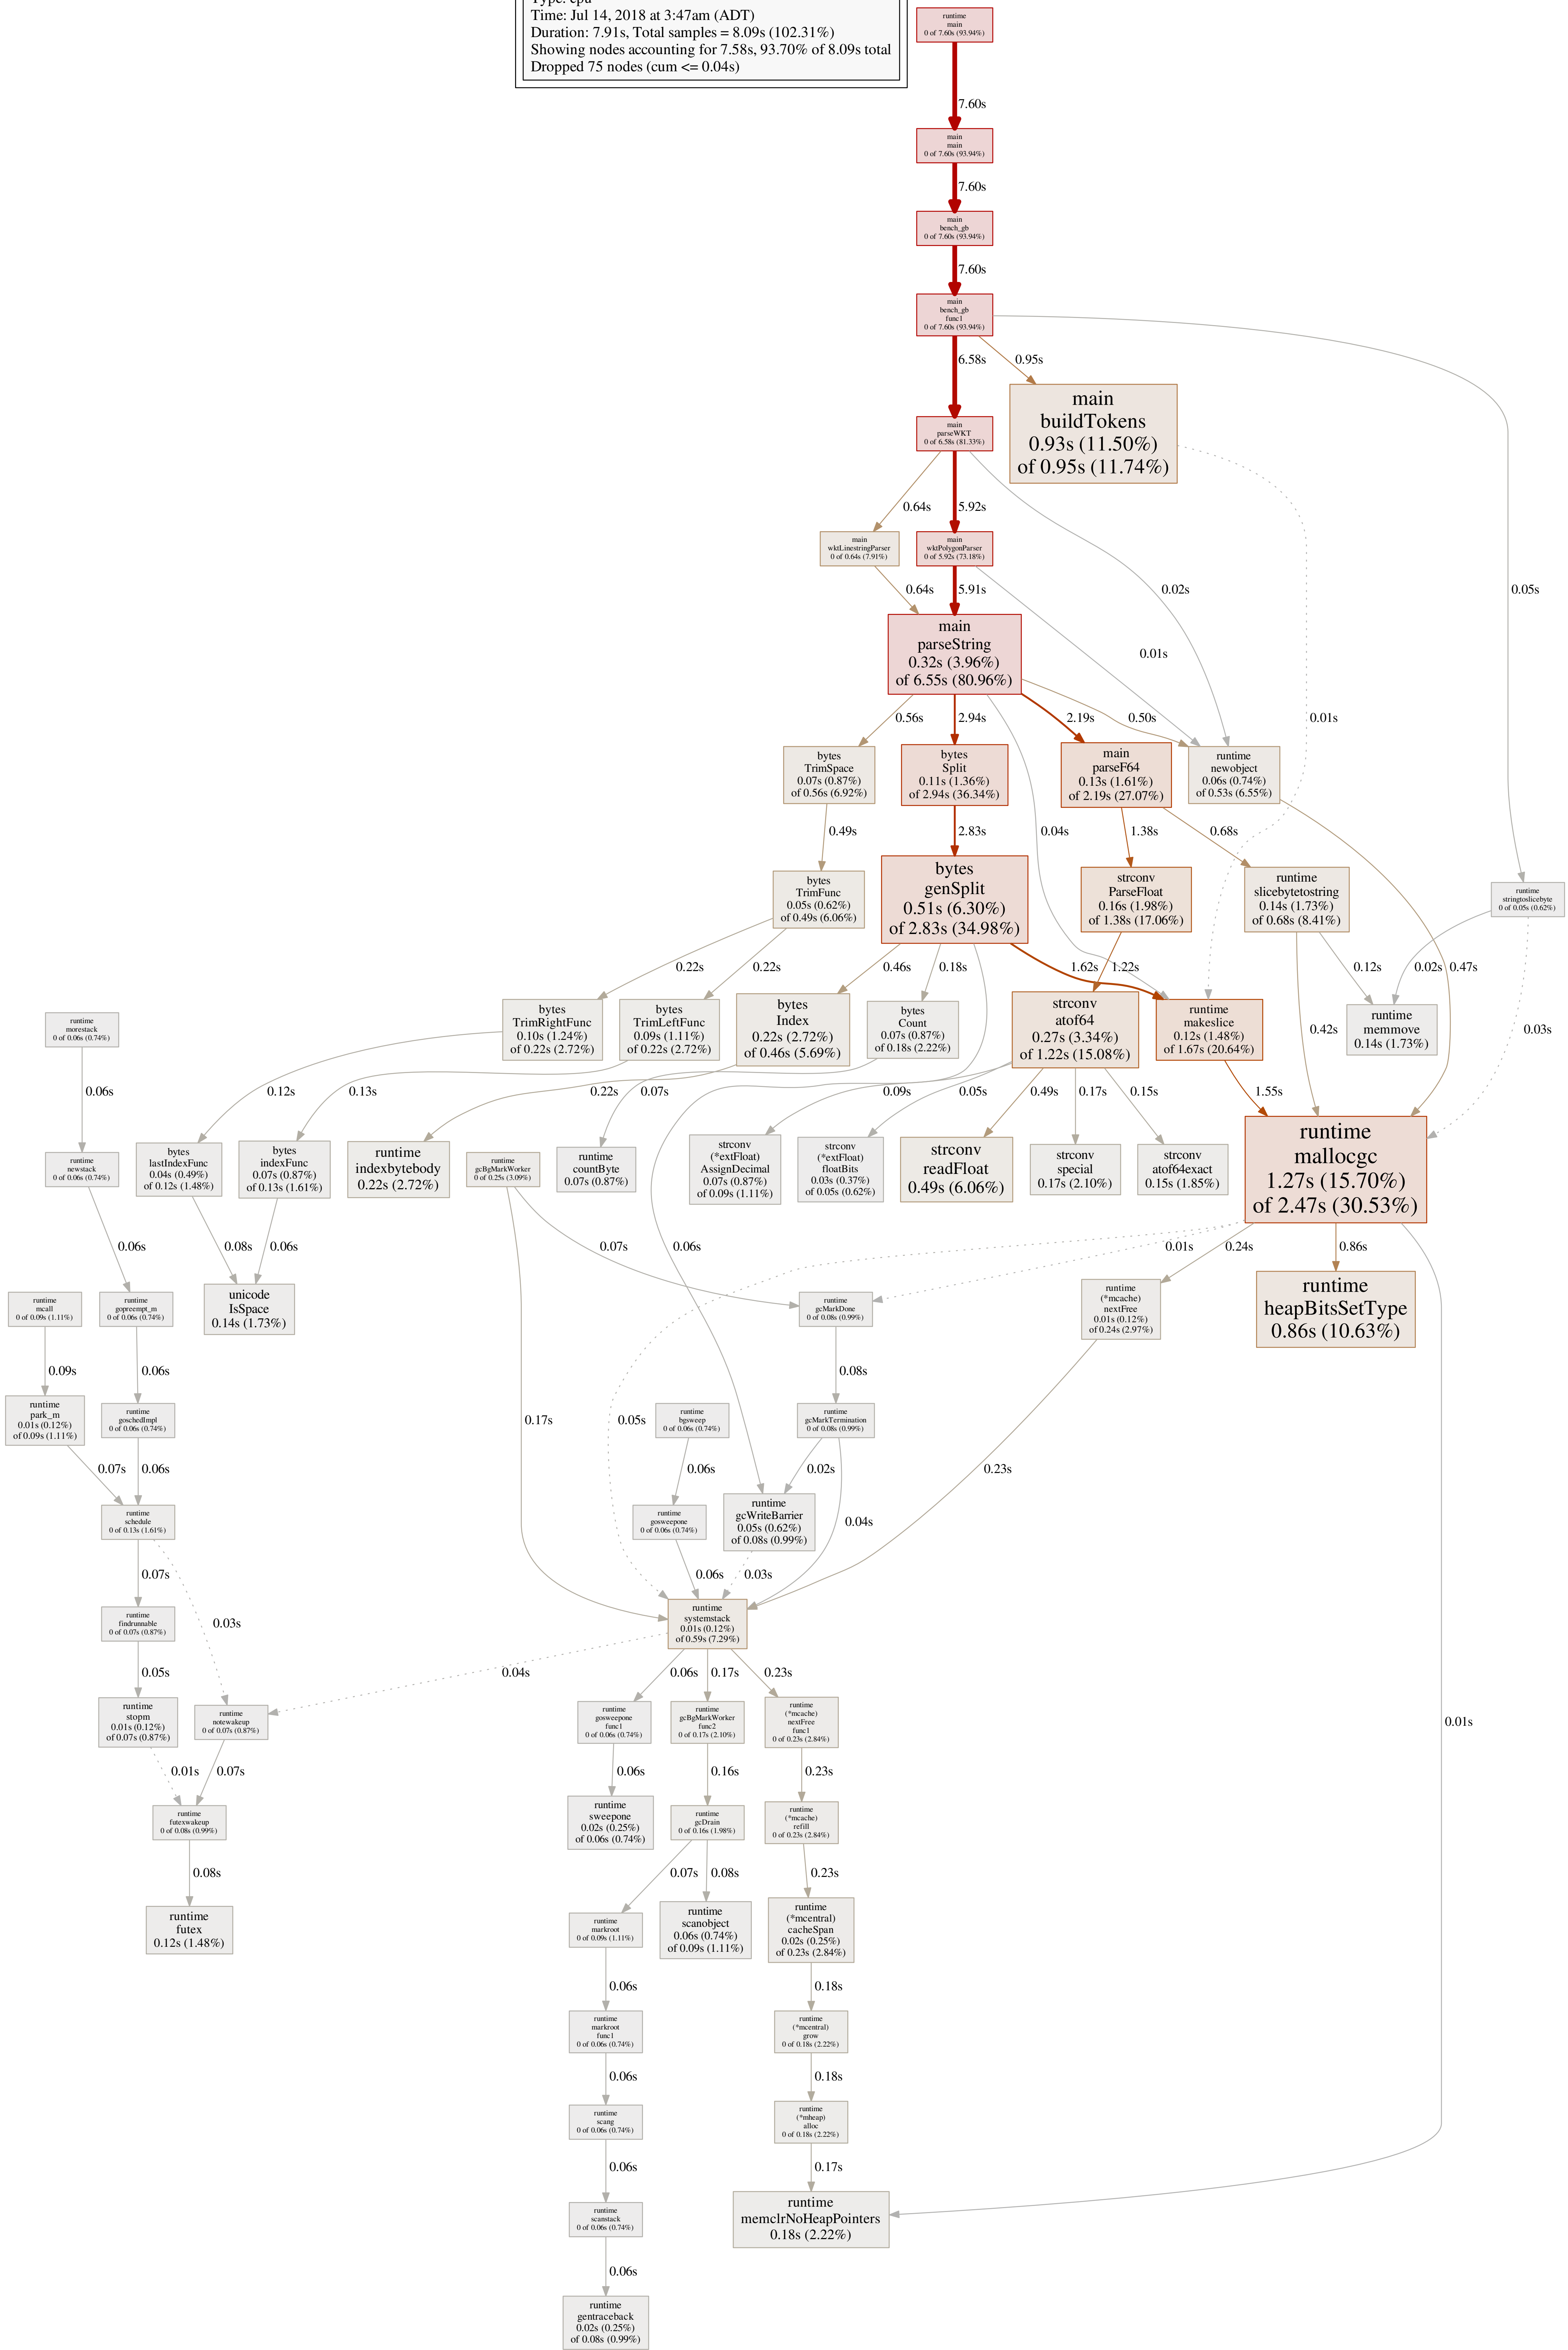 Type: cpu
Time: Jul 14, 2018 at 3:47am (ADT)
Duration: 7.91s, Total samples = 8.09s (102.31%)
Showing nodes accounting for 7.58s, 93.70% of 8.09s total
Dropped 75 nodes (cum <= 0.04s)
runtime
main
0 of 7.60s (93.94%)
7.60s
main
main
0 of 7.60s (93.94%)
7.60s
main
bench_gb
0 of 7.60s (93.94%)
7.60s
main
bench_gb
func1
0 of 7.60s (93.94%)
6.58s
0.95s
0.05s
main
buildTokens
0.93s (11.50%)
of 0.95s (11.74%)
main
parseWKT
0 of 6.58s (81.33%)
0.64s
5.92s
0.02s
0.01s
main
wktLinestringParser
0 of 0.64s (7.91%)
main
wktPolygonParser
0 of 5.92s (73.18%)
0.64s
5.91s
0.01s
main
parseString
0.32s (3.96%)
of 6.55s (80.96%)
0.56s
2.94s
0.04s
2.19s
0.50s
bytes
TrimSpace
0.07s (0.87%)
of 0.56s (6.92%)
bytes
Split
0.11s (1.36%)
of 2.94s (36.34%)
main
parseF64
0.13s (1.61%)
of 2.19s (27.07%)
runtime
newobject
0.06s (0.74%)
of 0.53s (6.55%)
0.49s
2.83s
1.38s
0.68s
0.47s
bytes
TrimFunc
0.05s (0.62%)
of 0.49s (6.06%)
bytes
genSplit
0.51s (6.30%)
of 2.83s (34.98%)
strconv
ParseFloat
0.16s (1.98%)
of 1.38s (17.06%)
runtime
slicebytetostring
0.14s (1.73%)
of 0.68s (8.41%)
runtime
stringtoslicebyte
0 of 0.05s (0.62%)
0.22s
0.22s
0.46s
0.18s
0.06s
1.62s
1.22s
0.42s
0.12s
0.02s
0.03s
bytes
TrimRightFunc
0.10s (1.24%)
of 0.22s (2.72%)
bytes
TrimLeftFunc
0.09s (1.11%)
of 0.22s (2.72%)
bytes
Index
0.22s (2.72%)
of 0.46s (5.69%)
bytes
Count
0.07s (0.87%)
of 0.18s (2.22%)
strconv
atof64
0.27s (3.34%)
of 1.22s (15.08%)
runtime
makeslice
0.12s (1.48%)
of 1.67s (20.64%)
runtime
memmove
0.14s (1.73%)
runtime
morestack
0 of 0.06s (0.74%)
0.06s
0.12s
0.13s
0.22s
0.07s
0.09s
0.05s
0.49s
0.17s
0.15s
1.55s
runtime
newstack
0 of 0.06s (0.74%)
bytes
lastIndexFunc
0.04s (0.49%)
of 0.12s (1.48%)
bytes
indexFunc
0.07s (0.87%)
of 0.13s (1.61%)
runtime
indexbytebody
0.22s (2.72%)
runtime
gcBgMarkWorker
0 of 0.25s (3.09%)
runtime
countByte
0.07s (0.87%)
strconv
(*extFloat)
AssignDecimal
0.07s (0.87%)
of 0.09s (1.11%)
strconv
(*extFloat)
floatBits
0.03s (0.37%)
of 0.05s (0.62%)
strconv
readFloat
0.49s (6.06%)
strconv
special
0.17s (2.10%)
strconv
atof64exact
0.15s (1.85%)
runtime
mallocgc
1.27s (15.70%)
of 2.47s (30.53%)
0.06s
0.08s
0.06s
0.17s
0.07s
0.05s
0.01s
0.24s
0.86s
0.01s
runtime
mcall
0 of 0.09s (1.11%)
runtime
gopreempt_m
0 of 0.06s (0.74%)
unicode
IsSpace
0.14s (1.73%)
runtime
gcMarkDone
0 of 0.08s (0.99%)
runtime
(*mcache)
nextFree
0.01s (0.12%)
of 0.24s (2.97%)
runtime
heapBitsSetType
0.86s (10.63%)
0.09s
0.06s
0.08s
0.23s
runtime
park_m
0.01s (0.12%)
of 0.09s (1.11%)
runtime
goschedImpl
0 of 0.06s (0.74%)
runtime
bgsweep
0 of 0.06s (0.74%)
runtime
gcMarkTermination
0 of 0.08s (0.99%)
0.07s
0.06s
0.06s
0.02s
0.04s
runtime
schedule
0 of 0.13s (1.61%)
runtime
gosweepone
0 of 0.06s (0.74%)
runtime
gcWriteBarrier
0.05s (0.62%)
of 0.08s (0.99%)
0.07s
0.03s
0.06s
0.03s
runtime
findrunnable
0 of 0.07s (0.87%)
runtime
systemstack
0.01s (0.12%)
of 0.59s (7.29%)
0.05s
0.04s
0.06s
0.17s
0.23s
runtime
stopm
0.01s (0.12%)
of 0.07s (0.87%)
runtime
notewakeup
0 of 0.07s (0.87%)
runtime
gosweepone
func1
0 of 0.06s (0.74%)
runtime
gcBgMarkWorker
func2
0 of 0.17s (2.10%)
runtime
(*mcache)
nextFree
func1
0 of 0.23s (2.84%)
0.01s
0.07s
0.06s
0.16s
0.23s
runtime
futexwakeup
0 of 0.08s (0.99%)
runtime
sweepone
0.02s (0.25%)
of 0.06s (0.74%)
runtime
gcDrain
0 of 0.16s (1.98%)
runtime
(*mcache)
refill
0 of 0.23s (2.84%)
0.08s
0.07s
0.08s
0.23s
runtime
futex
0.12s (1.48%)
runtime
markroot
0 of 0.09s (1.11%)
runtime
scanobject
0.06s (0.74%)
of 0.09s (1.11%)
runtime
(*mcentral)
cacheSpan
0.02s (0.25%)
of 0.23s (2.84%)
0.06s
0.18s
runtime
markroot
func1
0 of 0.06s (0.74%)
runtime
(*mcentral)
grow
0 of 0.18s (2.22%)
0.06s
0.18s
runtime
scang
0 of 0.06s (0.74%)
runtime
(*mheap)
alloc
0 of 0.18s (2.22%)
0.06s
0.17s
runtime
scanstack
0 of 0.06s (0.74%)
runtime
memclrNoHeapPointers
0.18s (2.22%)
0.06s
runtime
gentraceback
0.02s (0.25%)
of 0.08s (0.99%)